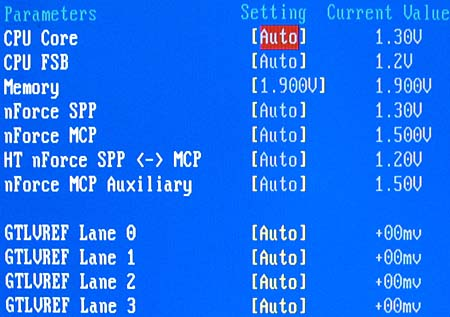 Parameters Setting Current Value
CPU Core [Auto] 1.30V
CPU FSB [Auto] 1.2V
Memory [1.900V] 1.900V
nForce SPP [Auto] 1.30V
nForce MCP [Auto] 1.500V
HT nForce SPP <-> MCP [Auto] 1.20V
nForce MCP Auxiliary [Auto] 1.50V
GTLVREF Lane 0 [Auto] +00mv
GTLVREF Lane 1 [Auto] +00mv
GTLVREF Lane 2 [Auto] +00mv
GTLVREF Lane 3 [Auto] +00mv